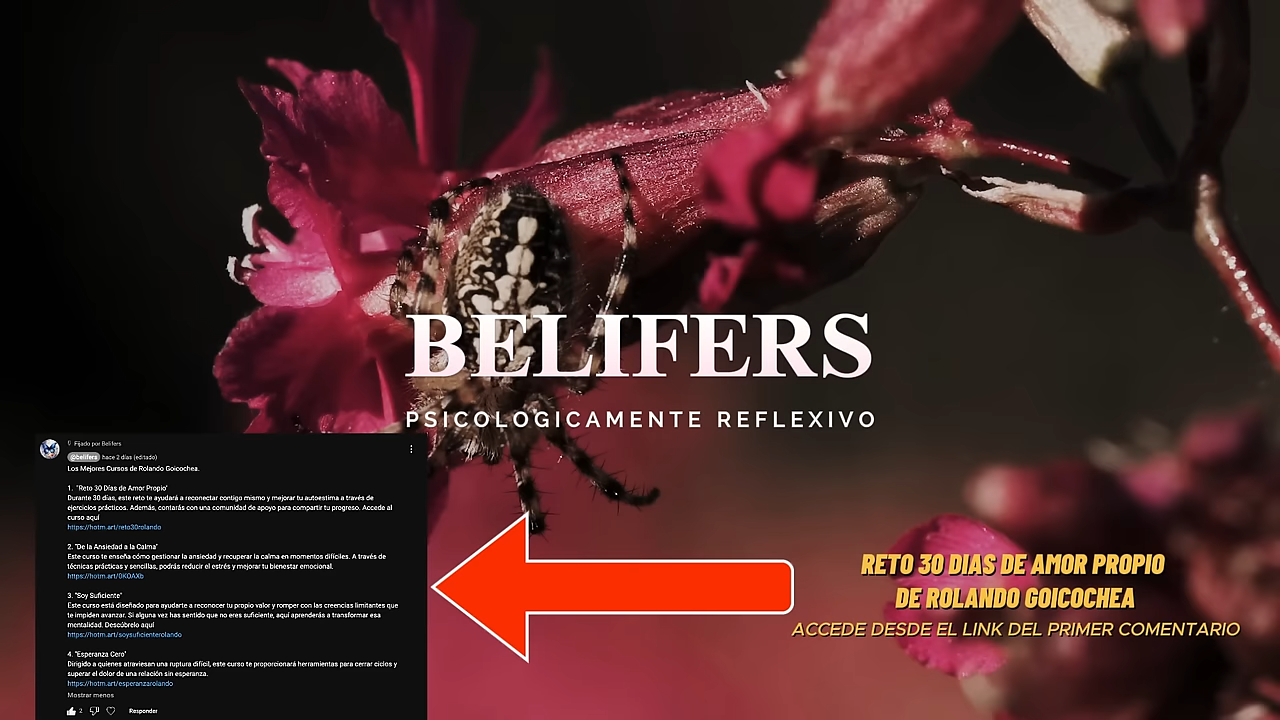 BELIFERS
PSICOLOGICAMENTE REFLEXIVO
Fijado por Belifers
@belifers hace 2 días (editado)
Los Mejores Cursos de Rolando Goicochea.
1. "Reto 30 Días de Amor Propio"
Durante 30 días, este reto te ayudará a reconectar contigo mismo y mejorar tu autoestima a través de
ejercicios prácticos. Además, contarás con una comunidad de apoyo para compartir tu progreso. Accede al
curso aquí
https://hotm.art/reto30rolando
2. "De la Ansiedad a la Calma"
Este curso te enseña cómo gestionar la ansiedad y recuperar la calma en momentos difíciles. A través de
técnicas prácticas y sencillas, podrás reducir el estrés y mejorar tu bienestar emocional.
https://hotm.art/0KOAXb
3. "Soy Suficiente"
Este curso está diseñado para ayudarte a reconocer tu propio valor y romper con las creencias limitantes que
te impiden avanzar. Si alguna vez has sentido que no eres suficiente, aquí aprenderás a transformar esa
mentalidad. Descúbrelo aquí
https://hotm.art/soysuficienterolando
4. "Esperanza Cero"
Dirigido a quienes atraviesan una ruptura difícil, este curso te proporcionará herramientas para cerrar ciclos y
superar el dolor de una relación sin esperanza.
https://hotm.art/esperanzarolando
Mostrar menos
2 Responder
RETO 30 DIAS DE AMOR PROPIO
DE ROLANDO GOICOCHEA
ACCEDE DESDE EL LINK DEL PRIMER COMENTARIO